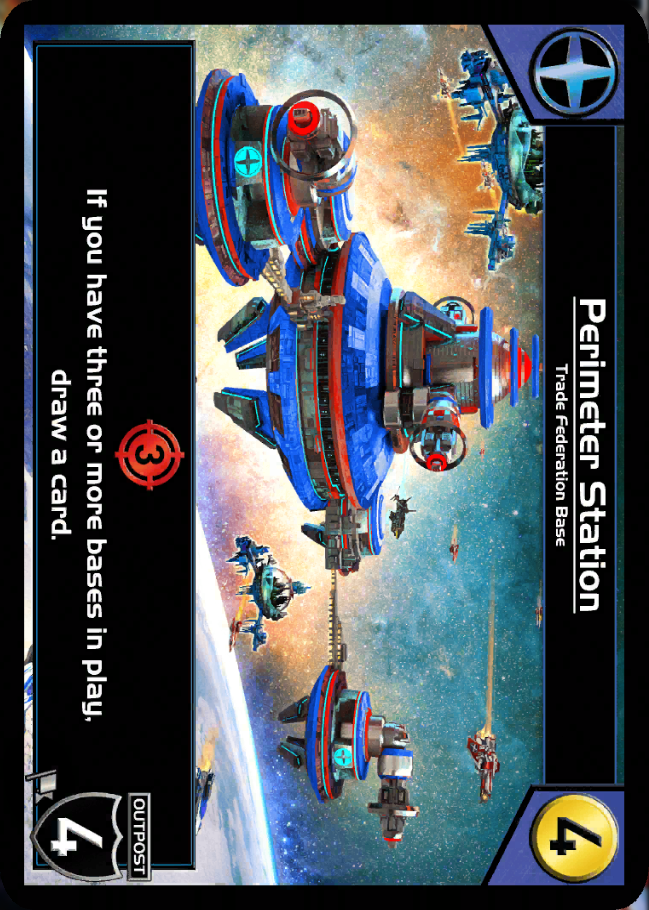 Perimeter Station
Trade Federation Base
4
3
If you have three or more bases in play,
draw a card.
OUTPOST
4